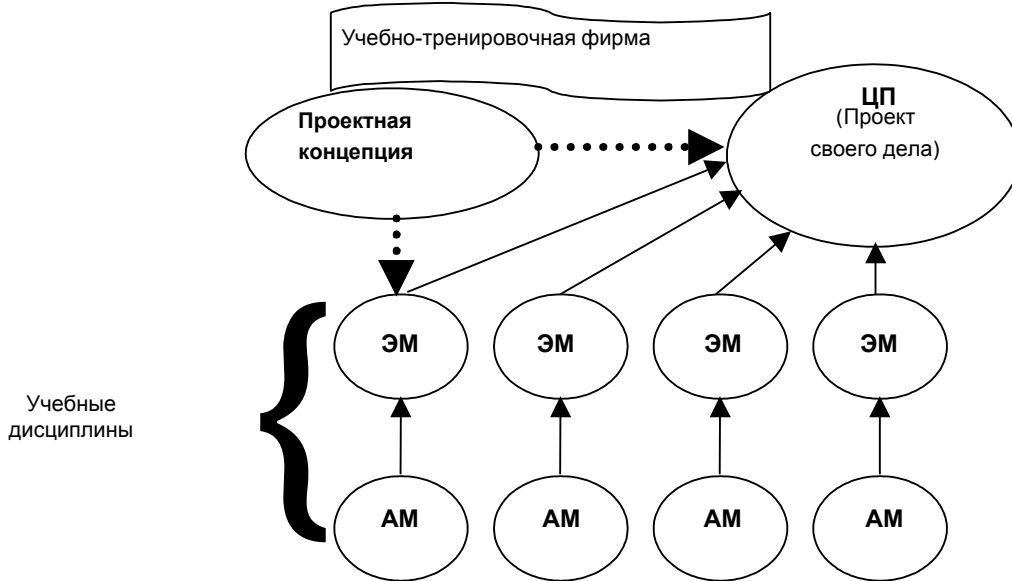 Учебно-тренировочная фирма
Проектная
концепция
ЦП
(Проект
своего дела)
ЭМ ЭМ ЭМ ЭМ
Учебные
дисциплины
АМ АМ АМ АМ